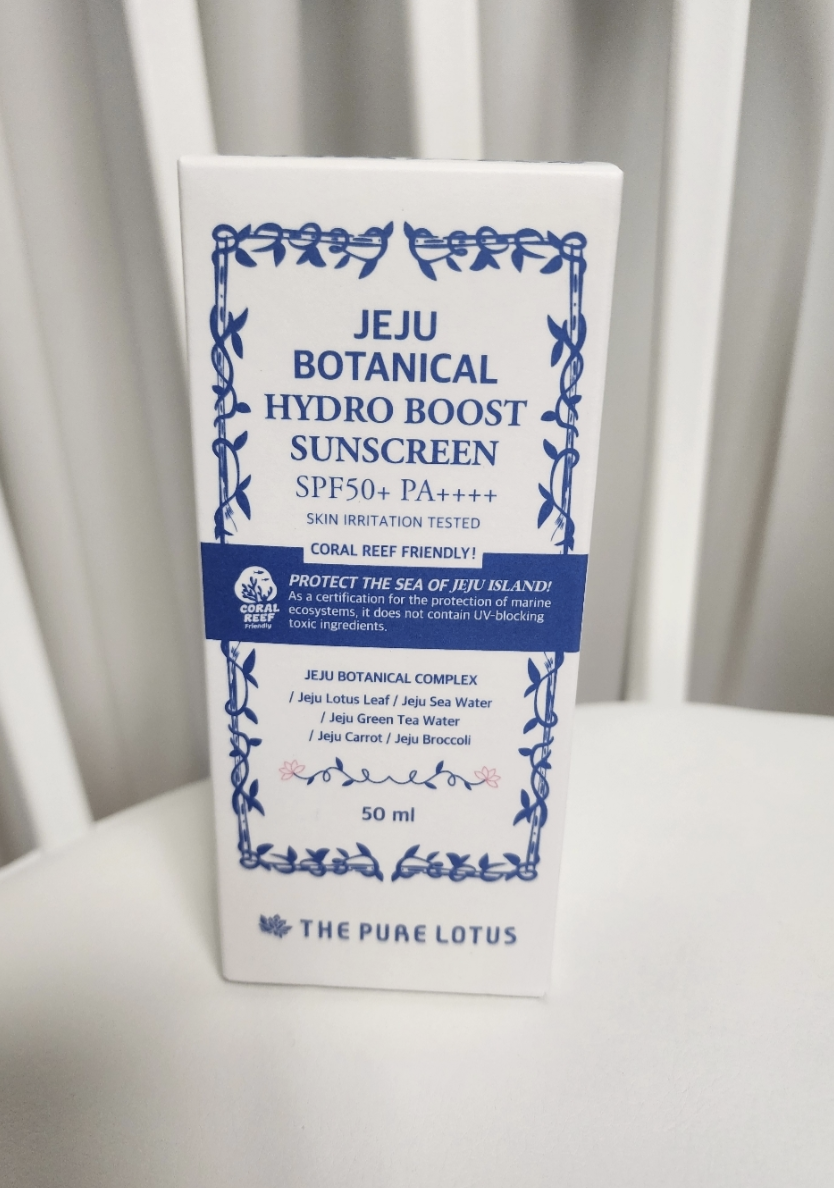 JEJU
BOTANICAL
HYDRO BOOST
SUNSCREEN
SPF50+ PA++++
SKIN IRRITATION TESTED
CORAL REEF FRIENDLY!
CORAL
REEF
Friendly
PROTECT THE SEA OF JEJU ISLAND!
As a certification for the protection of marine
ecosystems, it does not contain UV-blocking
toxic ingredients.
JEJU BOTANICAL COMPLEX
/ Jeju Lotus Leaf / Jeju Sea Water
/ Jeju Green Tea Water
/ Jeju Carrot / Jeju Broccoli
50 ml
THE PURE LOTUS